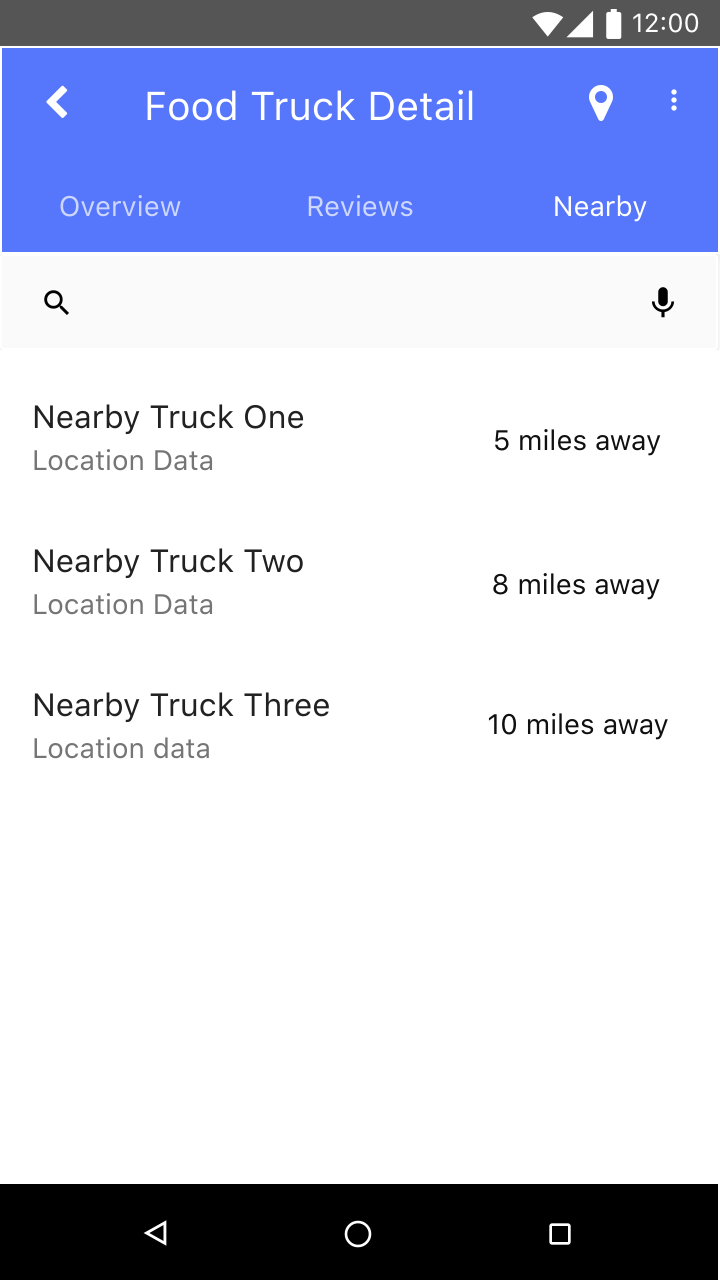 12:00
Food Truck Detail
Overview Reviews Nearby
Nearby Truck One
Location Data
5 miles away
Nearby Truck Two
Location Data
8 miles away
Nearby Truck Three
Location data
10 miles away